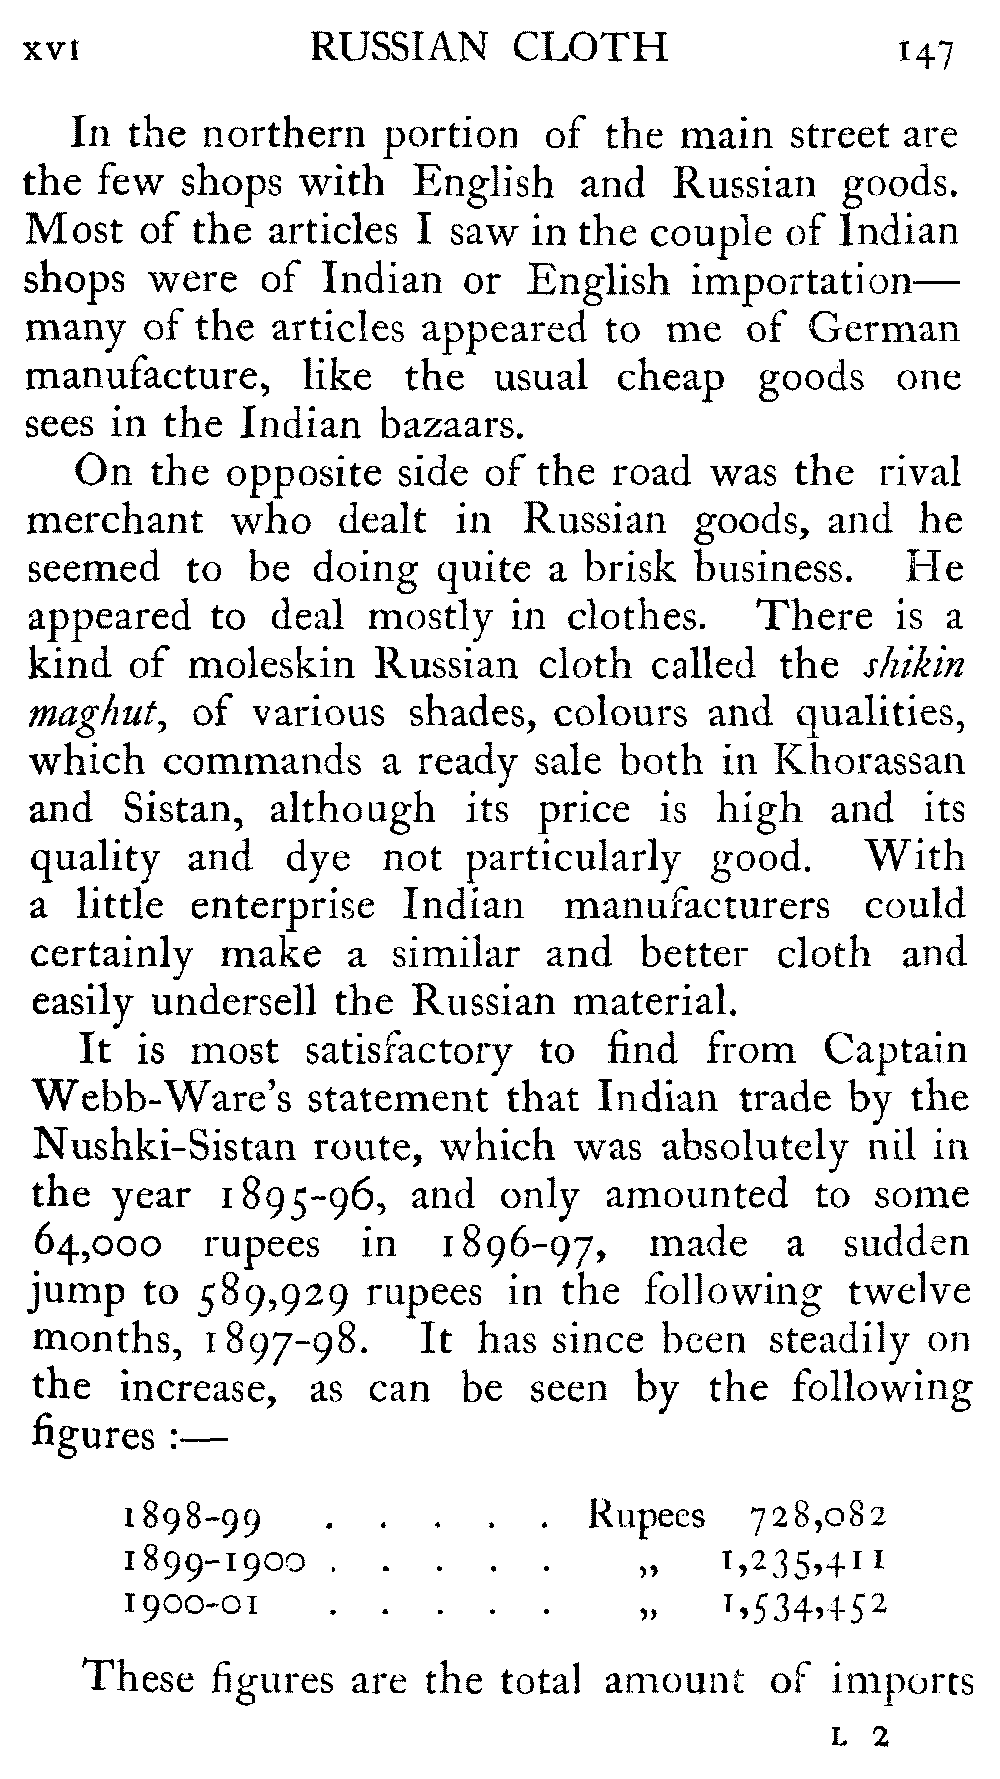 xvi RUSSIAN CLOTH 147
In the northern portion of the main street are
the few shops with English and Russian goods.
Most of the articles I saw in the couple of Indian
shops were of Indian or English importation—
many of the articles appeared to me of German
manufacture, like the usual cheap goods one
sees in the Indian bazaars.
On the opposite side of the road was the rival
merchant who dealt in Russian goods, and he
seemed to be doing quite a brisk business. He
appeared to deal mostly in clothes. There is a
kind of moleskin Russian cloth called the shikin
maghut, of various shades, colours and qualities,
which commands a ready sale both in Khorassan
and Sistan, although its price is high and its
quality and dye not particularly good. With
a little enterprise Indian manufacturers could
certainly make a similar and better cloth and
easily undersell the Russian material.
It is most satisfactory to find from Captain
Webb-Ware's statement that Indian trade by the
Nushki-Sistan route, which was absolutely nil in
the year 1895-96, and only amounted to some
64,000 rupees in 1896-97, made a sudden
jump to 589,929 rupees in the following twelve
months, 1897-98. It has since been steadily on
the increase, as can be seen by the following
figures :—
1898-99 . . . . . Rupees 728,082
1899-1900 . . . . . „ 1,235,411
1900-01 . . . . . „ 1,534,452
These figures are the total amount of imports
L 2